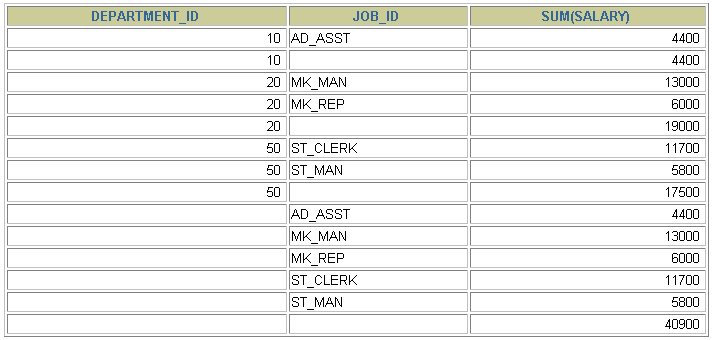 DEPARTMENT_ID JOB_ID SUM(SALARY)
10 AD_ASST 4400
10 4400
20 MK_MAN 13000
20 MK_REP 6000
20 19000
50 ST_CLERK 11700
50 ST_MAN 5800
50 17500
AD_ASST 4400
MK_MAN 13000
MK_REP 6000
ST_CLERK 11700
ST_MAN 5800
40900